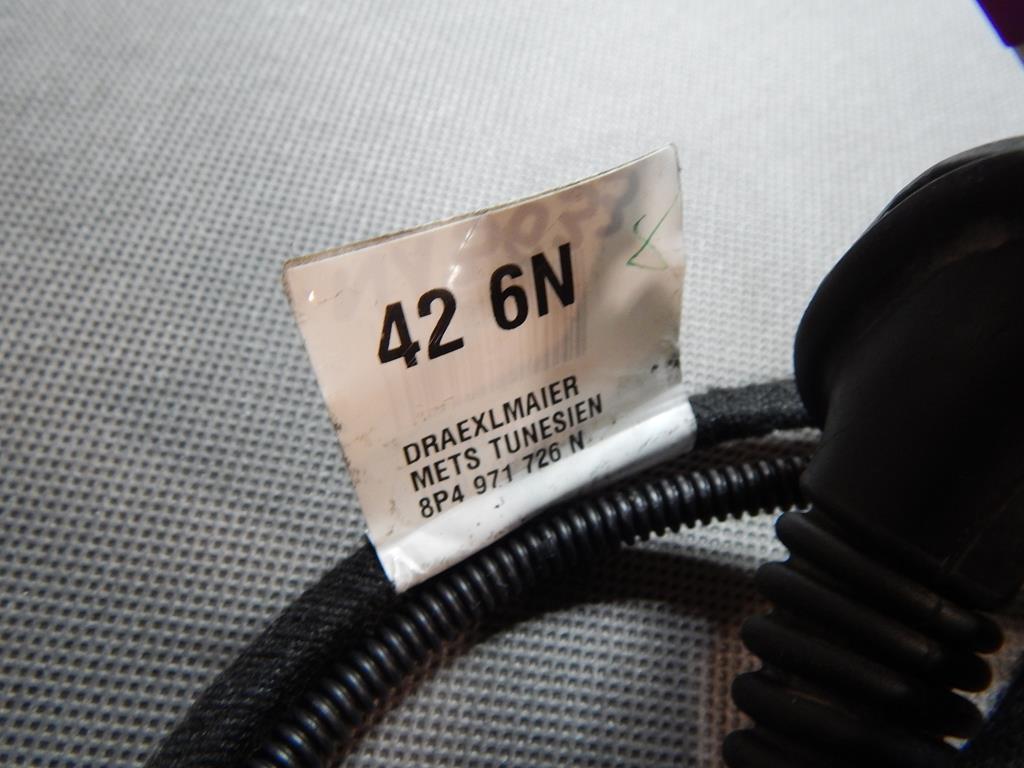 42 6N
DRAEXLMAIER
METS TUNESIEN
8P4 971 726 N